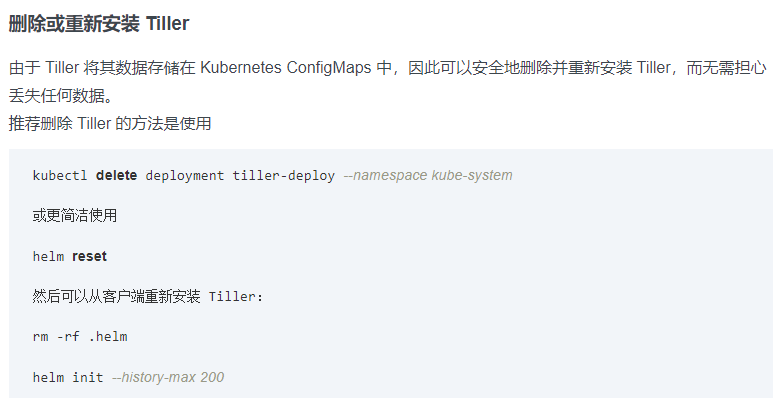 删除或重新安装 Tiller
由于 Tiller 将其数据存储在 Kubernetes ConfigMaps 中，因此可以安全地删除并重新安装 Tiller，而无需担心
丢失任何数据。
推荐删除 Tiller 的方法是使用
kubectl delete deployment tiller-deploy --namespace kube-system
或更简洁使用
helm reset
然后可以从客户端重新安装 Tiller：
rm -rf .helm
helm init --history-max 200